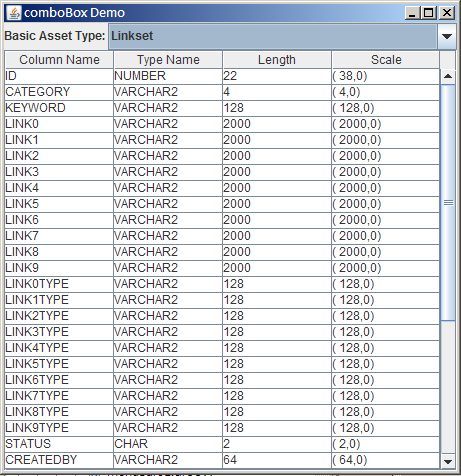 comboBox Demo
Basic Asset Type: Linkset
Column Name Type Name Length Scale
ID NUMBER 22 ( 38,0)
CATEGORY VARCHAR2 4 ( 4,0)
KEYWORD VARCHAR2 128 ( 128,0)
LINK0 VARCHAR2 2000 ( 2000,0)
LINK1 VARCHAR2 2000 ( 2000,0)
LINK2 VARCHAR2 2000 ( 2000,0)
LINK3 VARCHAR2 2000 ( 2000,0)
LINK4 VARCHAR2 2000 ( 2000,0)
LINK5 VARCHAR2 2000 ( 2000,0)
LINK6 VARCHAR2 2000 ( 2000,0)
LINK7 VARCHAR2 2000 ( 2000,0)
LINK8 VARCHAR2 2000 ( 2000,0)
LINK9 VARCHAR2 2000 ( 2000,0)
LINK0TYPE VARCHAR2 128 ( 128,0)
LINK1TYPE VARCHAR2 128 ( 128,0)
LINK2TYPE VARCHAR2 128 ( 128,0)
LINK3TYPE VARCHAR2 128 ( 128,0)
LINK4TYPE VARCHAR2 128 ( 128,0)
LINK5TYPE VARCHAR2 128 ( 128,0)
LINK6TYPE VARCHAR2 128 ( 128,0)
LINK7TYPE VARCHAR2 128 ( 128,0)
LINK8TYPE VARCHAR2 128 ( 128,0)
LINK9TYPE VARCHAR2 128 ( 128,0)
STATUS CHAR 2 ( 2,0)
CREATEDBY VARCHAR2 64 ( 64,0)